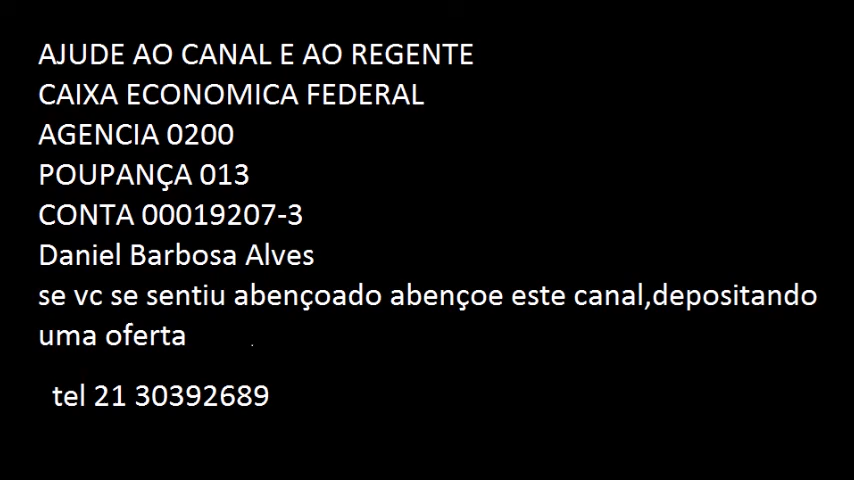 AJUDE AO CANAL E AO REGENTE
CAIXA ECONOMICA FEDERAL
AGENCIA 0200
POUPANÇA 013
CONTA 00019207-3
Daniel Barbosa Alves
se vc se sentiu abençoado abençoe este canal,depositando
uma oferta .
tel 21 30392689